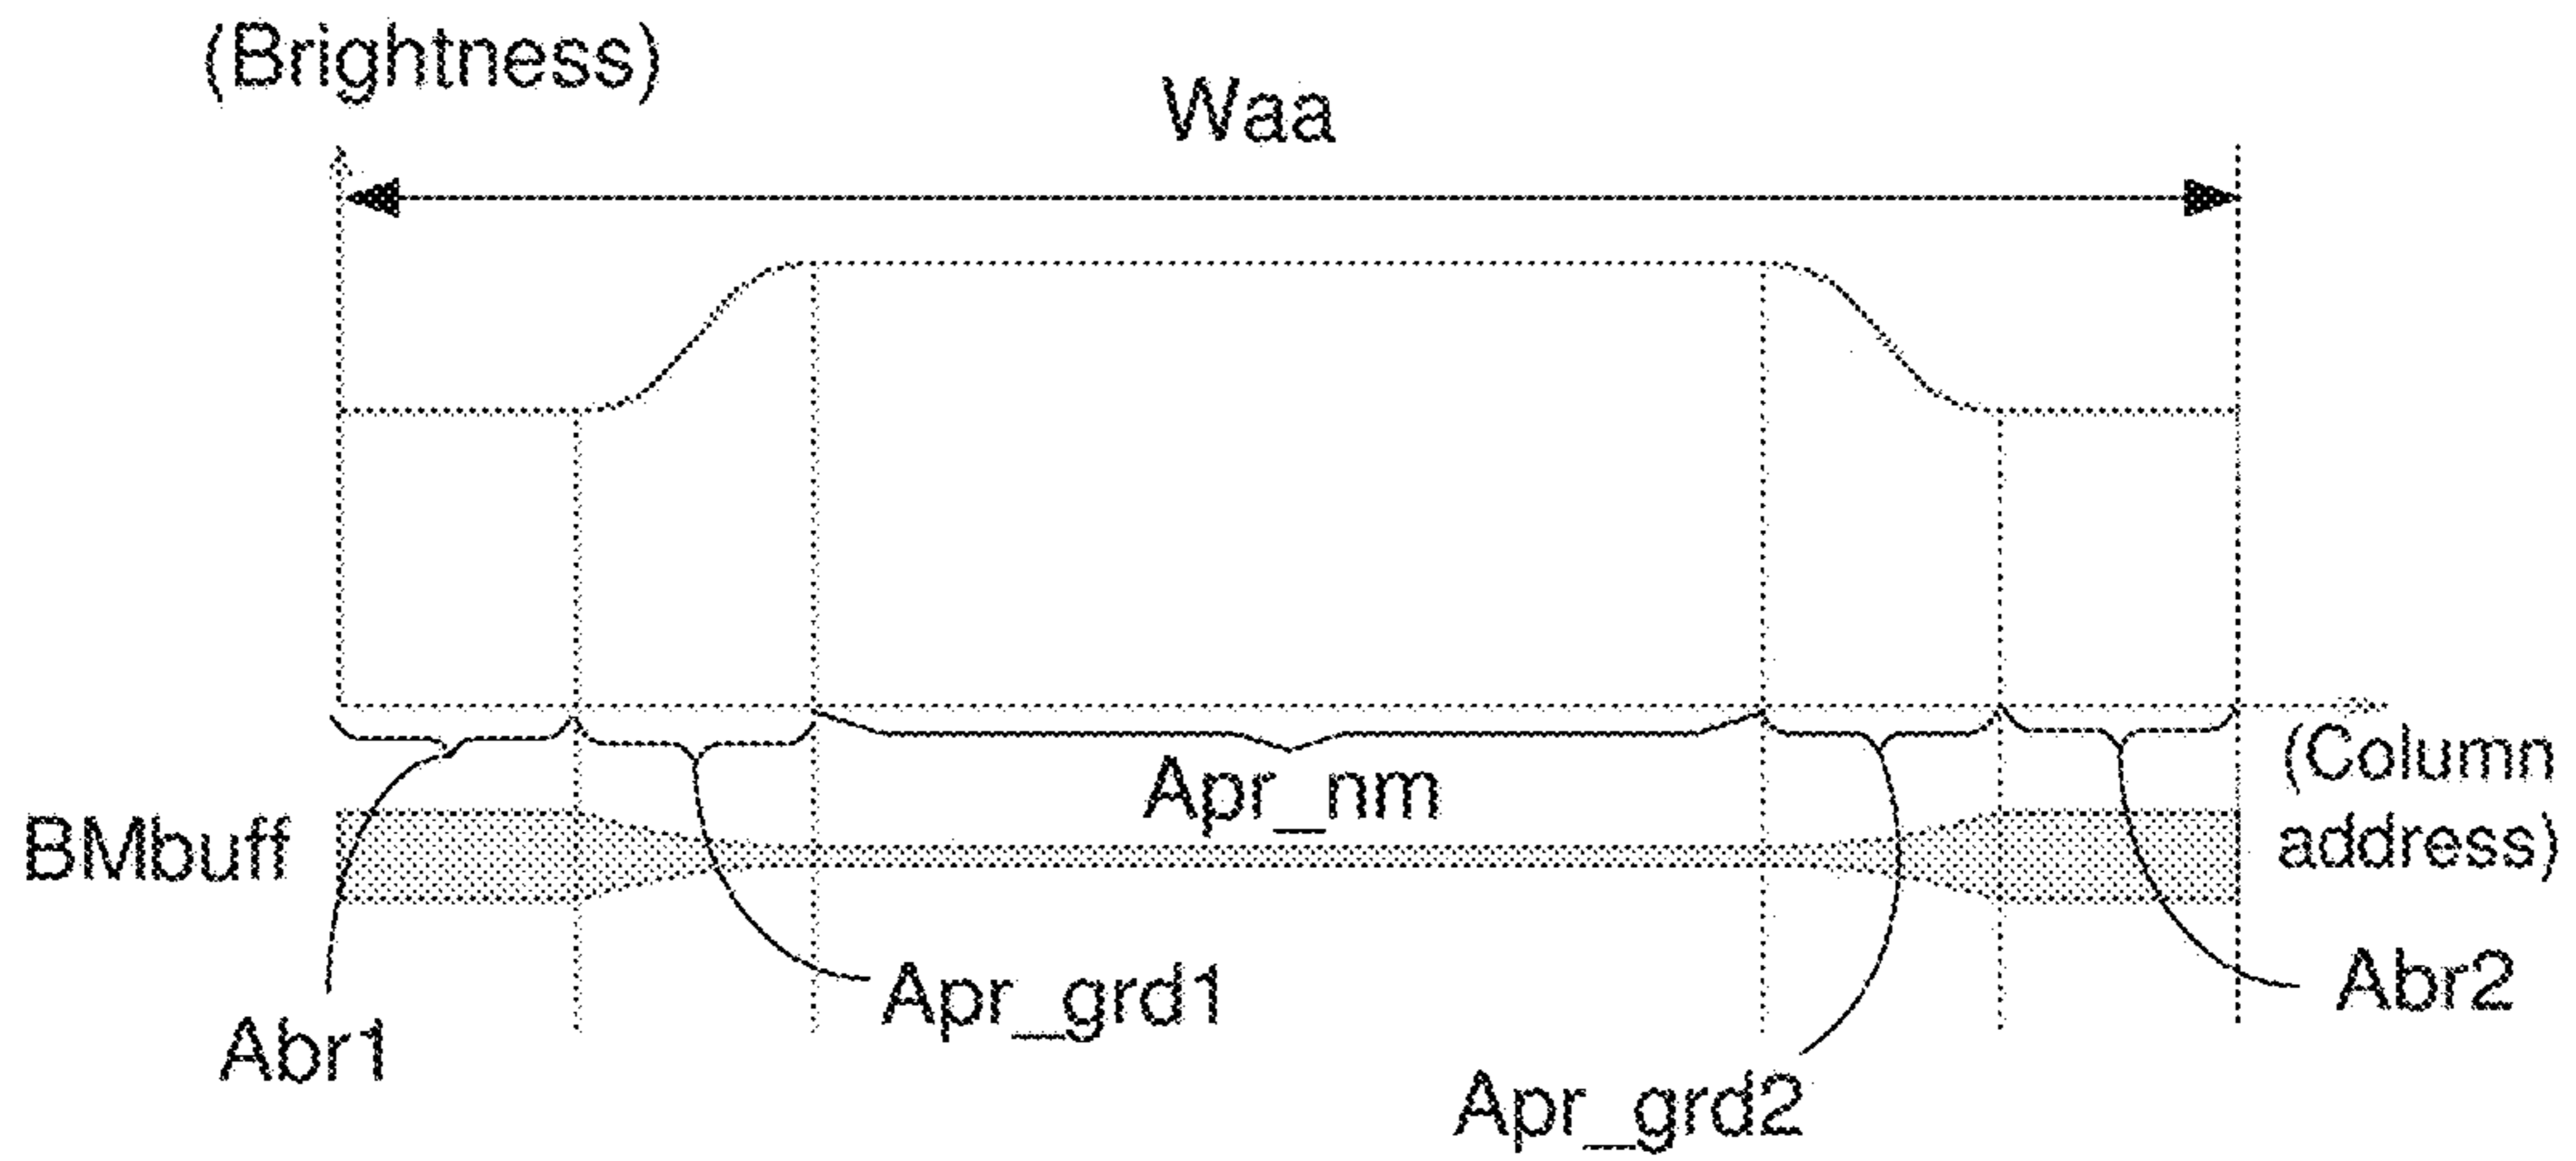 (Brightness)
Waa
(Column
address)
Apr_nm
BMbuff
Apr_grd1
Abr2
Abr1
Apr_grd2